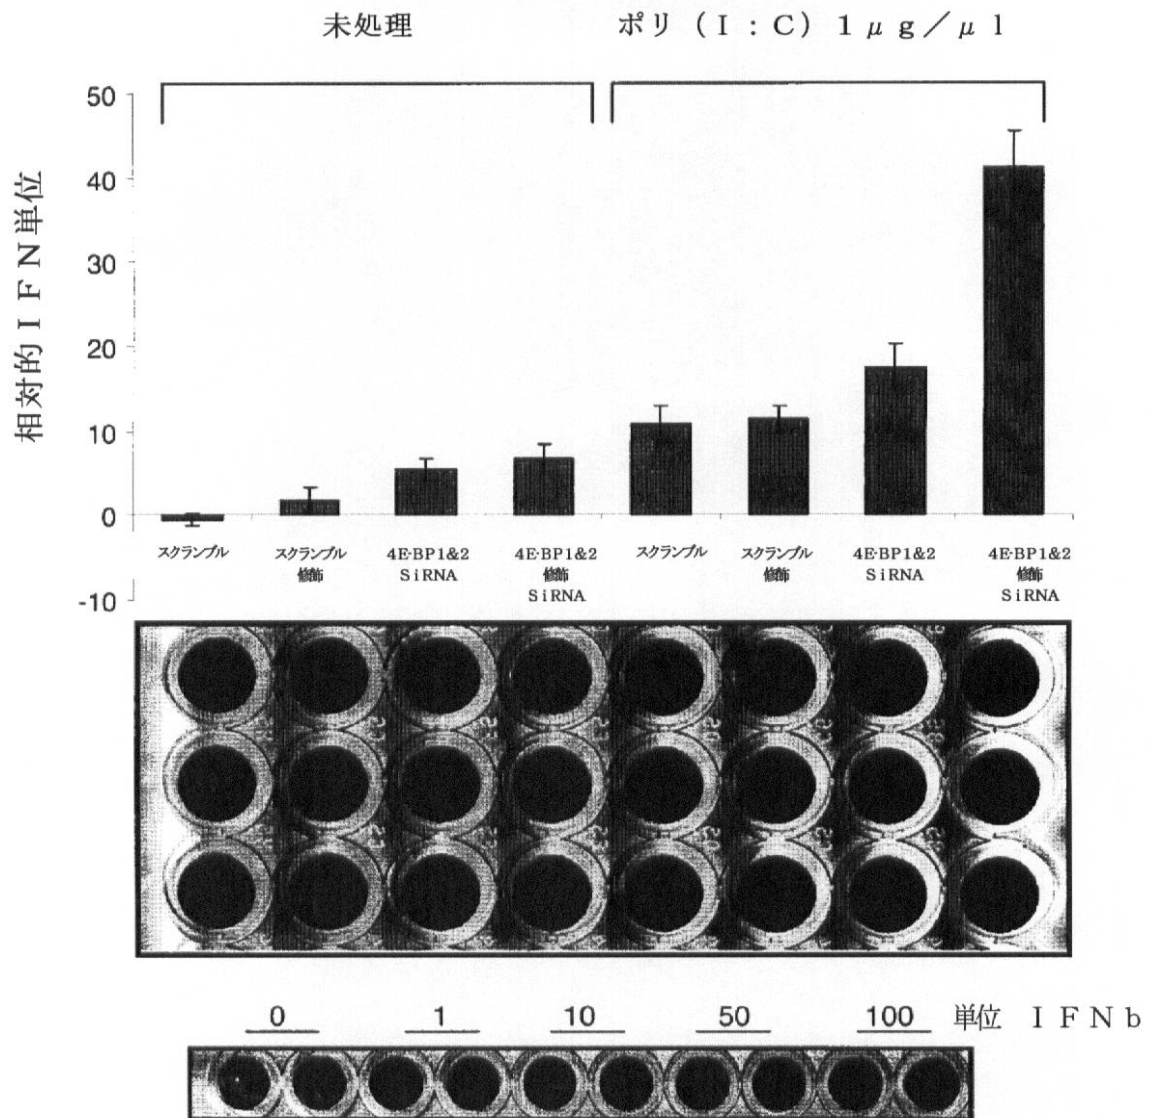 未処理 ポリ（Ｉ：Ｃ）１μｇ／μｌ
相対的ＩＦＮ単位
50
40
30
20
10
0
-10
スクランブル
スクランブル
修飾
4E-BP1&2
SiRNA
4E-BP1&2
修飾
SiRNA
スクランブル
スクランブル
修飾
4E-BP1&2
SiRNA
4E-BP1&2
修飾
SiRNA
0 1 10 50 100 単位 ＩＦＮｂ